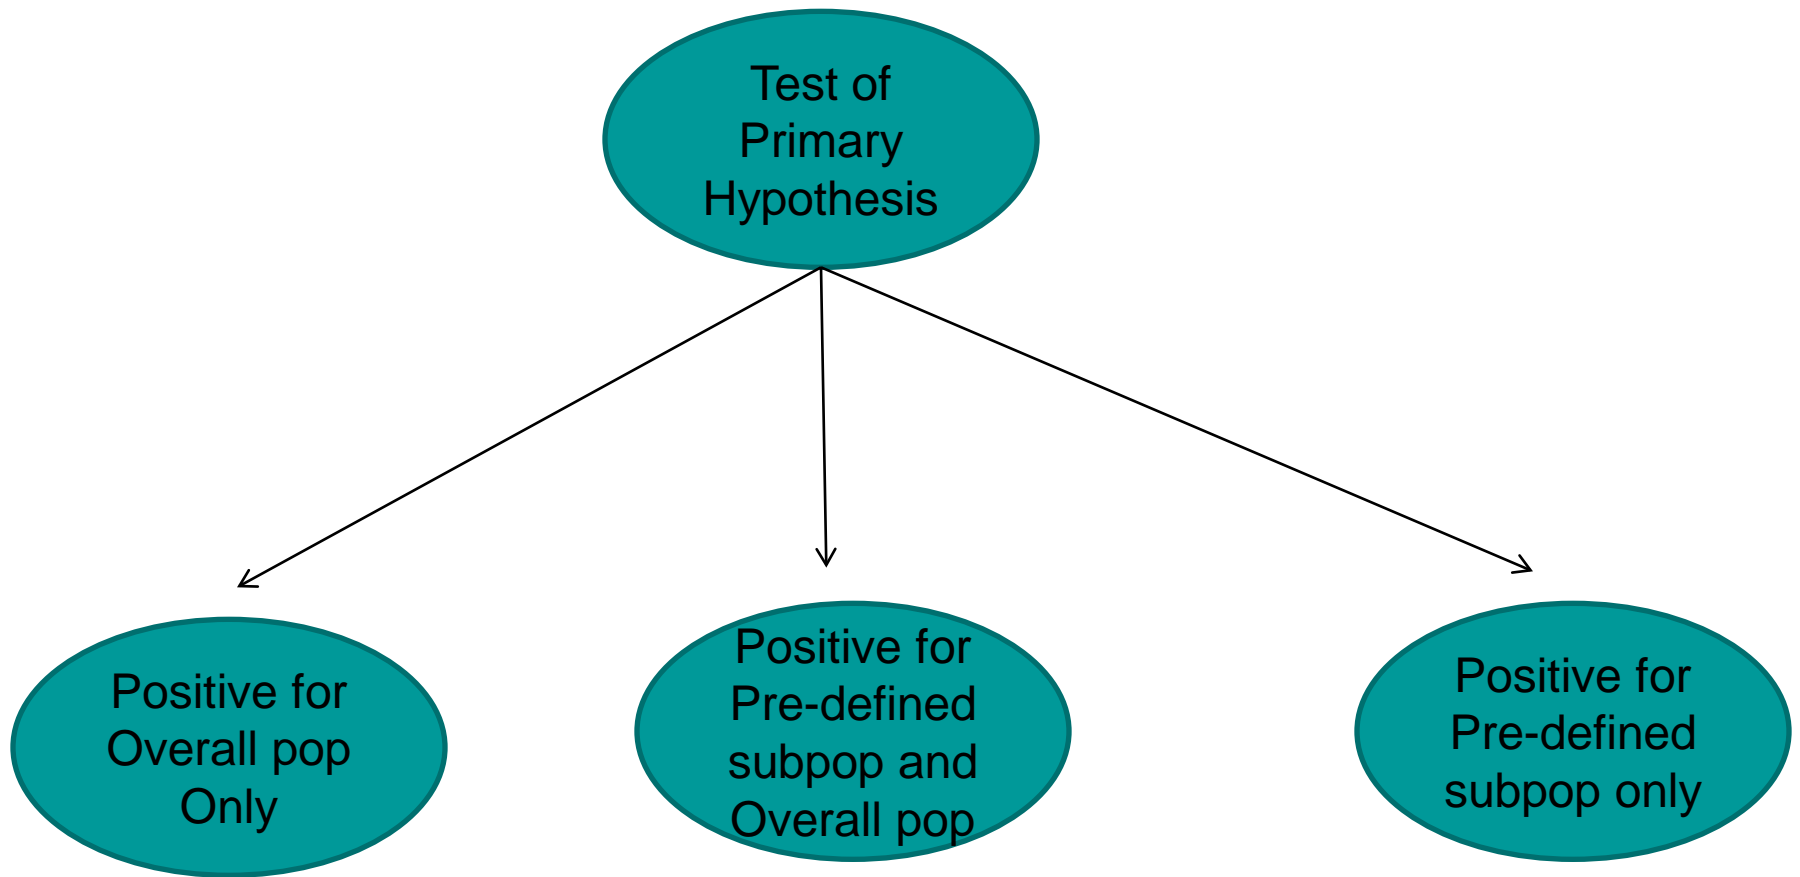 Test of
Primary
Hypothesis
Positive for
Overall pop
Only
Positive for
Pre-defined
subpop and
Overall pop
Positive for
Pre-defined
subpop only